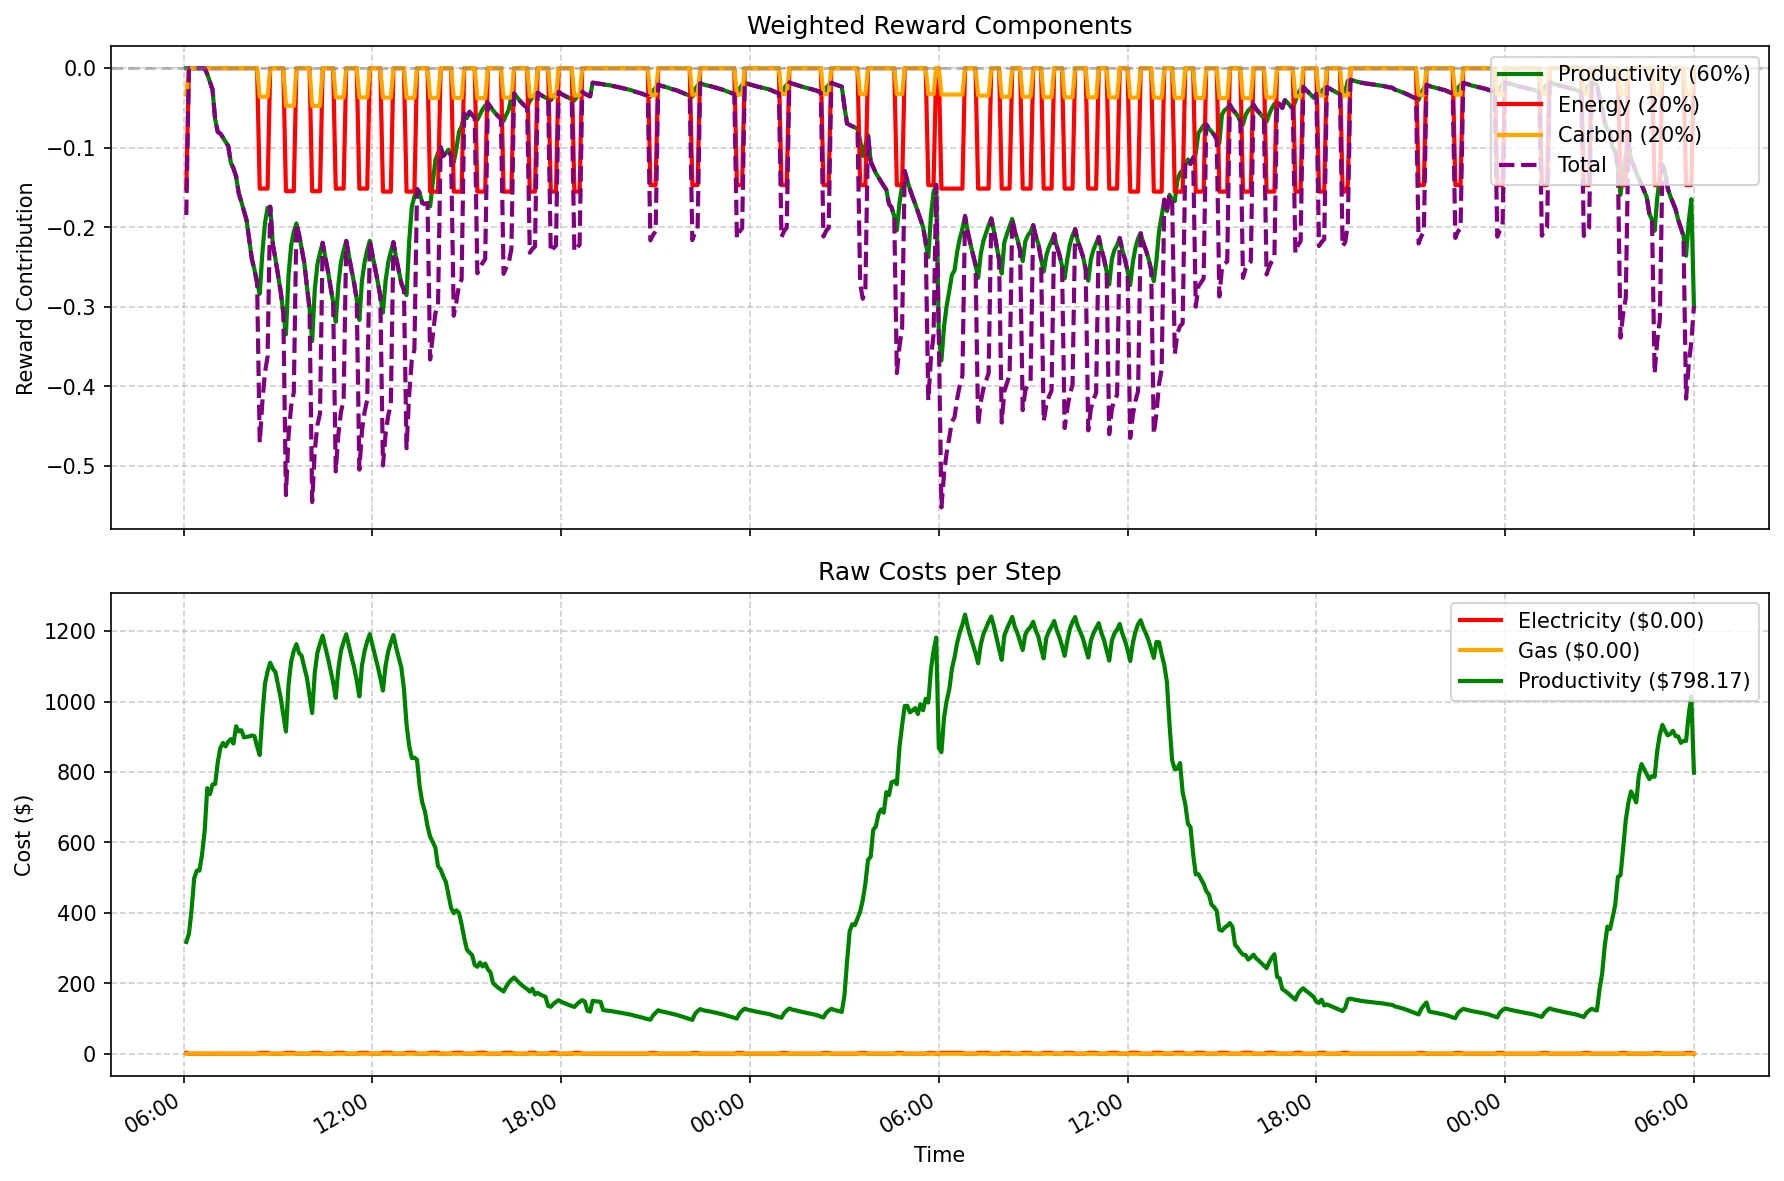 Weighted Reward Components
Productivity (60%)
Energy (20%)
Carbon (20%)
Total
Reward Contribution
0.0
−0.1
−0.2
−0.3
−0.4
−0.5
Raw Costs per Step
Electricity ($0.00)
Gas ($0.00)
Productivity ($798.17)
Cost ($)
1200
1000
800
600
400
200
0
06:00
12:00
18:00
00:00
06:00
12:00
18:00
00:00
06:00
Time